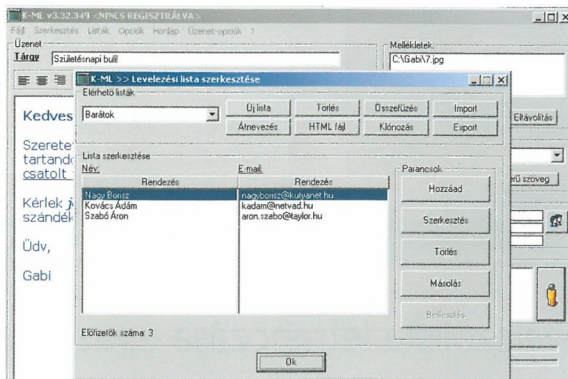 K-ML v3.32.349 <NINCS REGISZTRÁLVA>
Fájl Szerkesztés Listák Opciók Honlap Üzenet-opciók ?
Üzenet
Tárgy Születésnapi buli!
Mellékletek
C:\Gabi\7.jpg
Eltávolítás
Kedves
Szeretet
tartandó
csatolt
Kérlek je
szándék
Üdv,
Gabi
K-ML >> Levelezési lista szerkesztése
Elérhető listák
Barátok
Új lista Törlés Összefűzés Import
Átnevezés HTML fájl Klónozás Export
Lista szerkesztése
Név: E-mail:
Rendezés Rendezés
Nagy Borisz nagyborisz@kutyanet.hu
Kovács Ádám kadam@netvad.hu
Szabó Áron aron.szabo@taylor.hu
Parancsok
Hozzáad
Szerkesztés
Törlés
Másolás
Beillesztés
Előfizetők száma: 3
Ok
szöveg